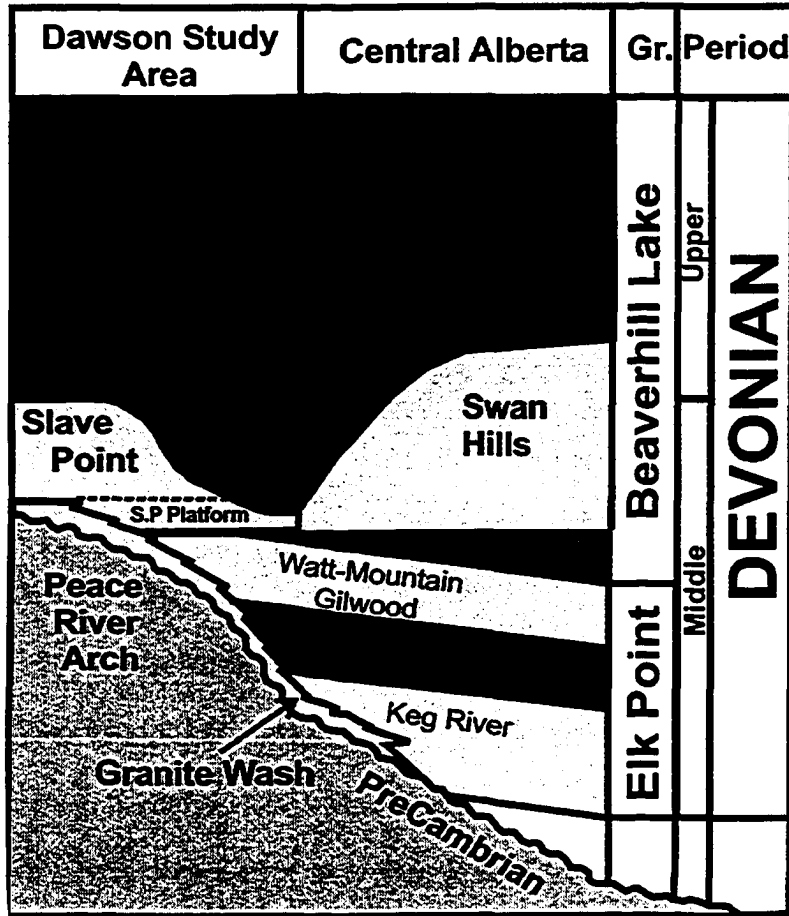 Dawson Study
Area
Central Alberta
Gr.
Period
Slave
Point
S.P Platform
Swan
Hills
Watt-Mountain
Gilwood
Peace
River
Arch
Keg River
Granite Wash
PreCambrian
Beaverhill Lake
Elk Point
Upper
Middle
DEVONIAN